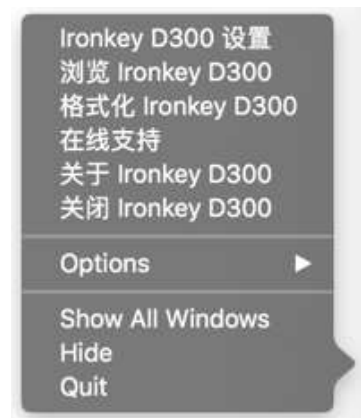 Ironkey D300 设置
浏览 Ironkey D300
格式化 Ironkey D300
在线支持
关于 Ironkey D300
关闭 Ironkey D300
Options
Show All Windows
Hide
Quit